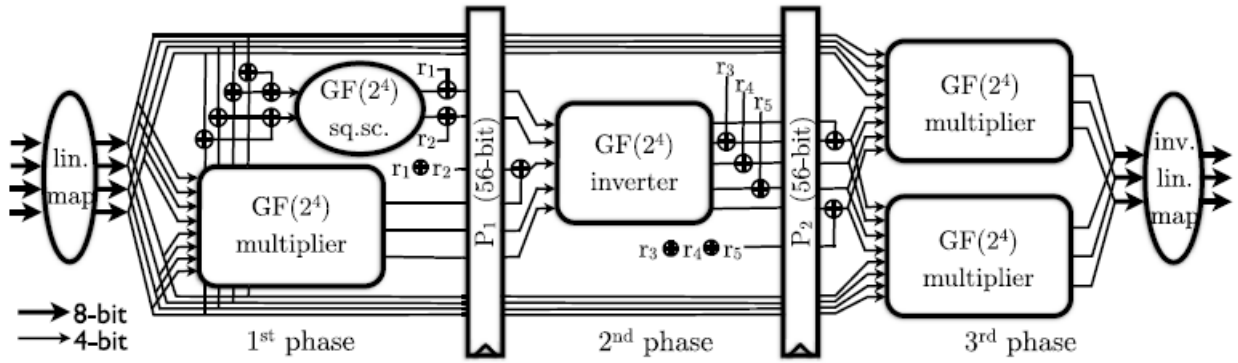 lin.
map
8-bit
4-bit
GF(2⁴)
sq.sc.
r₁
r₂
r₁ ⊙ r₂
GF(2⁴)
multiplier
1ˢᵗ phase
P₁ (56-bit)
GF(2⁴)
inverter
r₃
r₄
r₅
r₃ ⊙ r₄ ⊙ r₅
2ⁿᵈ phase
P₂ (56-bit)
GF(2⁴)
multiplier
GF(2⁴)
multiplier
3ʳᵈ phase
inv.
lin.
map